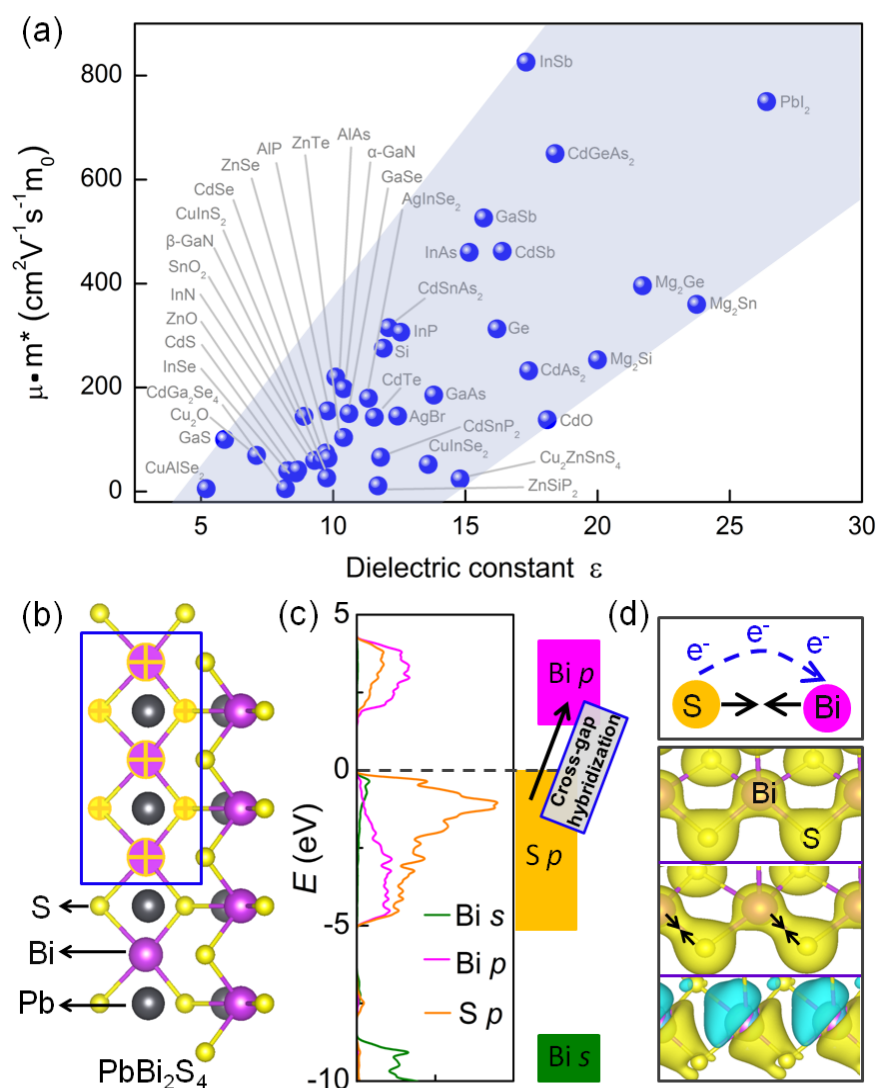 (a)
800
600
400
200
0
μ•m* (cm²V⁻¹s⁻¹m₀)
InSb
PbI₂
CdGeAs₂
GaSb
InAs
CdSb
Mg₂Ge
Mg₂Sn
CdSnAs₂
InP
Si
Ge
Mg₂Si
CdAs₂
CdTe
GaAs
AgBr
CdO
CdSnP₂
CuInSe₂
Cu₂ZnSnS₄
ZnSiP₂
AlAs
ZnTe
α-GaN
AlP
GaSe
ZnSe
AgInSe₂
CdSe
CuInS₂
β-GaN
SnO₂
InN
ZnO
CdS
InSe
CdGa₂Se₄
Cu₂O
GaS
CuAlSe₂
5
10
15
20
25
30
Dielectric constant ε
(b)
S
Bi
Pb
PbBi₂S₄
(c)
5
0
-5
-10
E (eV)
Bi s
Bi p
S p
Bi p
Cross-gap
hybridization
S p
Bi s
(d)
e⁻ e⁻ e⁻
S Bi
Bi
S